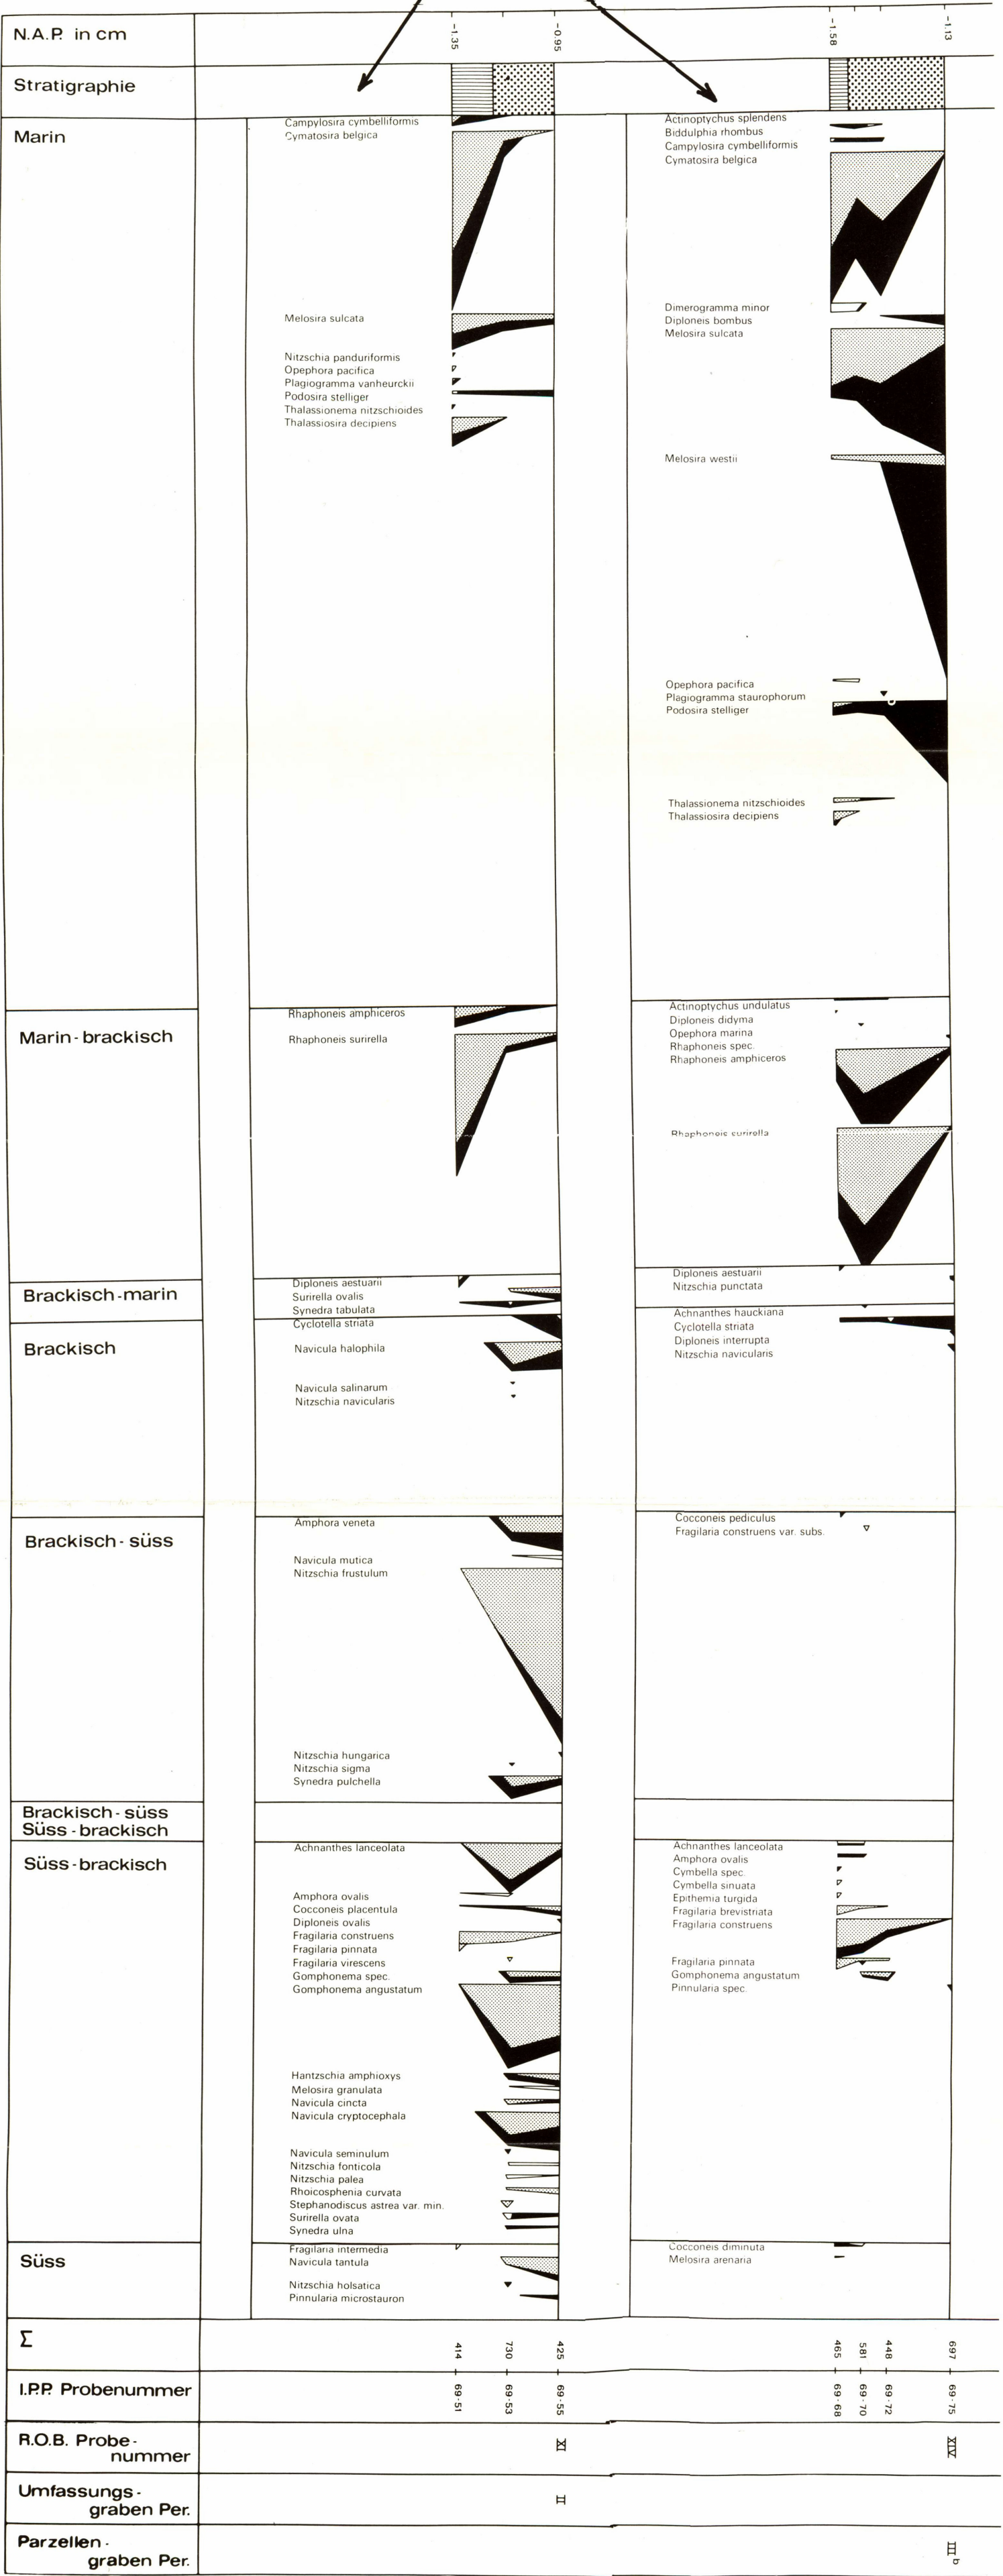 N.A.P. in cm
-1.35
-0.95
-1.58
-1.13
Stratigraphie
Marin
Campylosira cymbelliformis
Cymatosira belgica
Melosira sulcata
Nitzschia panduriformis
Opephora pacifica
Plagiogramma vanheurckii
Podosira stelliger
Thalassionema nitzschioides
Thalassiosira decipiens
Actinoptychus splendens
Biddulphia rhombus
Campylosira cymbelliformis
Cymatosira belgica
Dimerogramma minor
Diploneis bombus
Melosira sulcata
Melosira westii
Opephora pacifica
Plagiogramma staurophorum
Podosira stelliger
Thalassionema nitzschioides
Thalassiosira decipiens
Marin-brackisch
Rhaphoneis amphiceros
Rhaphoneis surirella
Actinoptychus undulatus
Diploneis didyma
Opephora marina
Rhaphoneis spec.
Rhaphoneis amphiceros
Rhaphoneis surirella
Brackisch-marin
Diploneis aestuarii
Surirella ovalis
Synedra tabulata
Diploneis aestuarii
Nitzschia punctata
Brackisch
Cyclotella striata
Navicula halophila
Navicula salinarum
Nitzschia navicularis
Achnanthes hauckiana
Cyclotella striata
Diploneis interrupta
Nitzschia navicularis
Brackisch-süss
Amphora veneta
Navicula mutica
Nitzschia frustulum
Nitzschia hungarica
Nitzschia sigma
Synedra pulchella
Cocconeis pediculus
Fragilaria construens var. subs.
Brackisch-süss
Süss-brackisch
Süss-brackisch
Achnanthes lanceolata
Amphora ovalis
Cocconeis placentula
Diploneis ovalis
Fragilaria construens
Fragilaria pinnata
Fragilaria virescens
Gomphonema spec.
Gomphonema angustatum
Hantzschia amphioxys
Melosira granulata
Navicula cincta
Navicula cryptocephala
Navicula seminulum
Nitzschia fonticola
Nitzschia palea
Rhoicosphenia curvata
Stephanodiscus astrea var. min.
Surirella ovata
Synedra ulna
Achnanthes lanceolata
Amphora ovalis
Cymbella spec.
Cymbella sinuata
Epithemia turgida
Fragilaria brevistriata
Fragilaria construens
Fragilaria pinnata
Gomphonema angustatum
Pinnularia spec.
Süss
Fragilaria intermedia
Navicula tantula
Nitzschia holsatica
Pinnularia microstauron
Cocconeis diminuta
Melosira arenaria
Σ
414
730
425
465
581
448
697
I.P.P. Probenummer
69-51
69-53
69-55
69-68
69-70
69-72
69-75
R.O.B. Probe-
nummer
XIV
Umfassungs-
graben Per.
II
Parzellen-
graben Per.